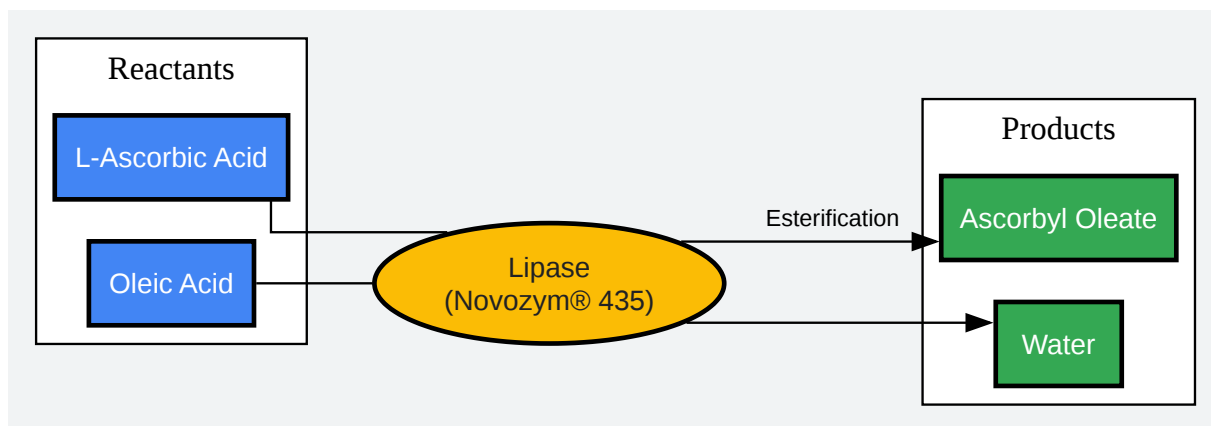 Reactants
L-Ascorbic Acid
Oleic Acid
Lipase
(Novozym® 435)
Esterification
Products
Ascorbyl Oleate
Water